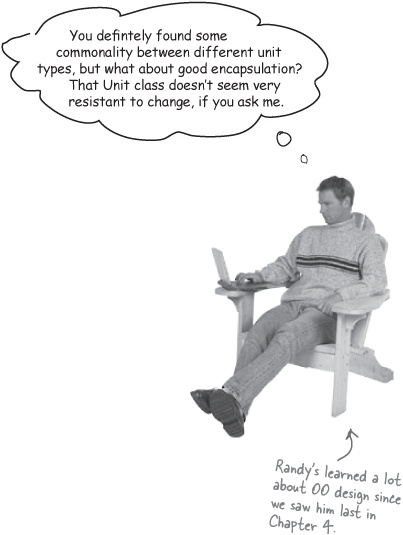 You defintely found some
commonality between different unit
types, but what about good encapsulation?
That Unit class doesn't seem very
resistant to change, if you ask me.
Randy's learned a lot
about OO design since
we saw him last in
Chapter 4.